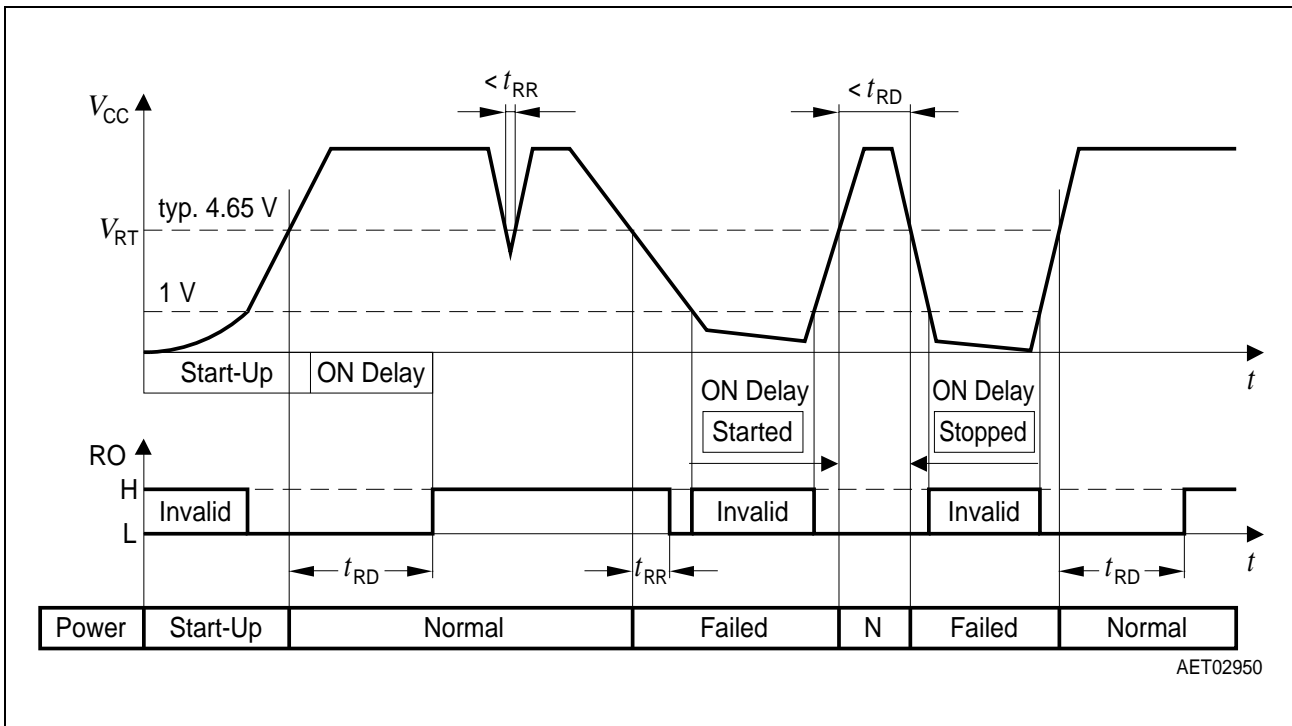 < tRR
< tRD
VCC
typ. 4.65 V
VRT
1 V
Start-Up
ON Delay
t
ON Delay
Started
ON Delay
Stopped
RO
H
Invalid
Invalid
Invalid
L
t
tRD
tRR
tRD
Power
Start-Up
Normal
Failed
N
Failed
Normal
AET02950